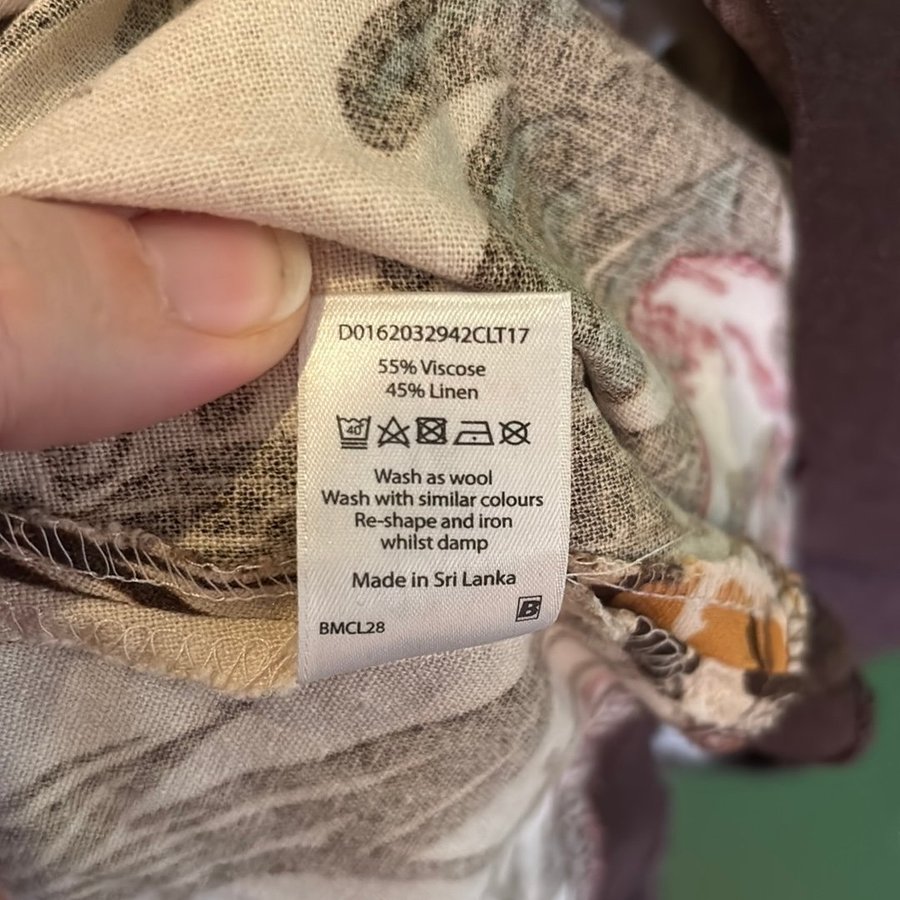 D0162032942CLT17
55% Viscose
45% Linen
40°
Wash as wool
Wash with similar colours
Re-shape and iron
whilst damp
Made in Sri Lanka
B
BMCL28